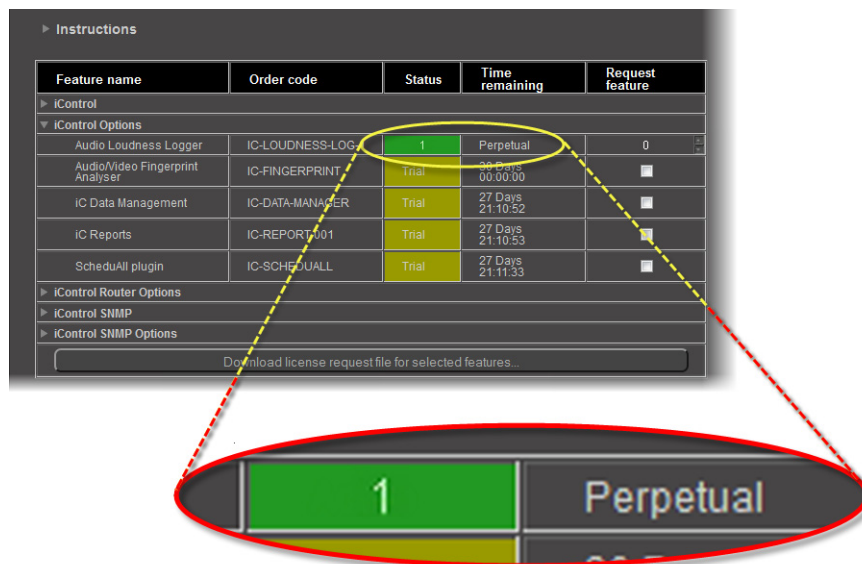 Instructions
Feature name Order code Status Time remaining Request feature
iControl
iControl Options
Audio Loudness Logger IC-LOUDNESS-LOG- 1 Perpetual 0
Audio/Video Fingerprint Analyser IC-FINGERPRINT Trial 30 Days 00:00:00
iC Data Management IC-DATA-MANAGER Trial 27 Days 21:10:52
iC Reports IC-REPORT-001 Trial 27 Days 21:10:53
ScheduAll plugin IC-SCHEDUALL Trial 27 Days 21:11:33
iControl Router Options
iControl SNMP
iControl SNMP Options
Download license request file for selected features...
1 Perpetual